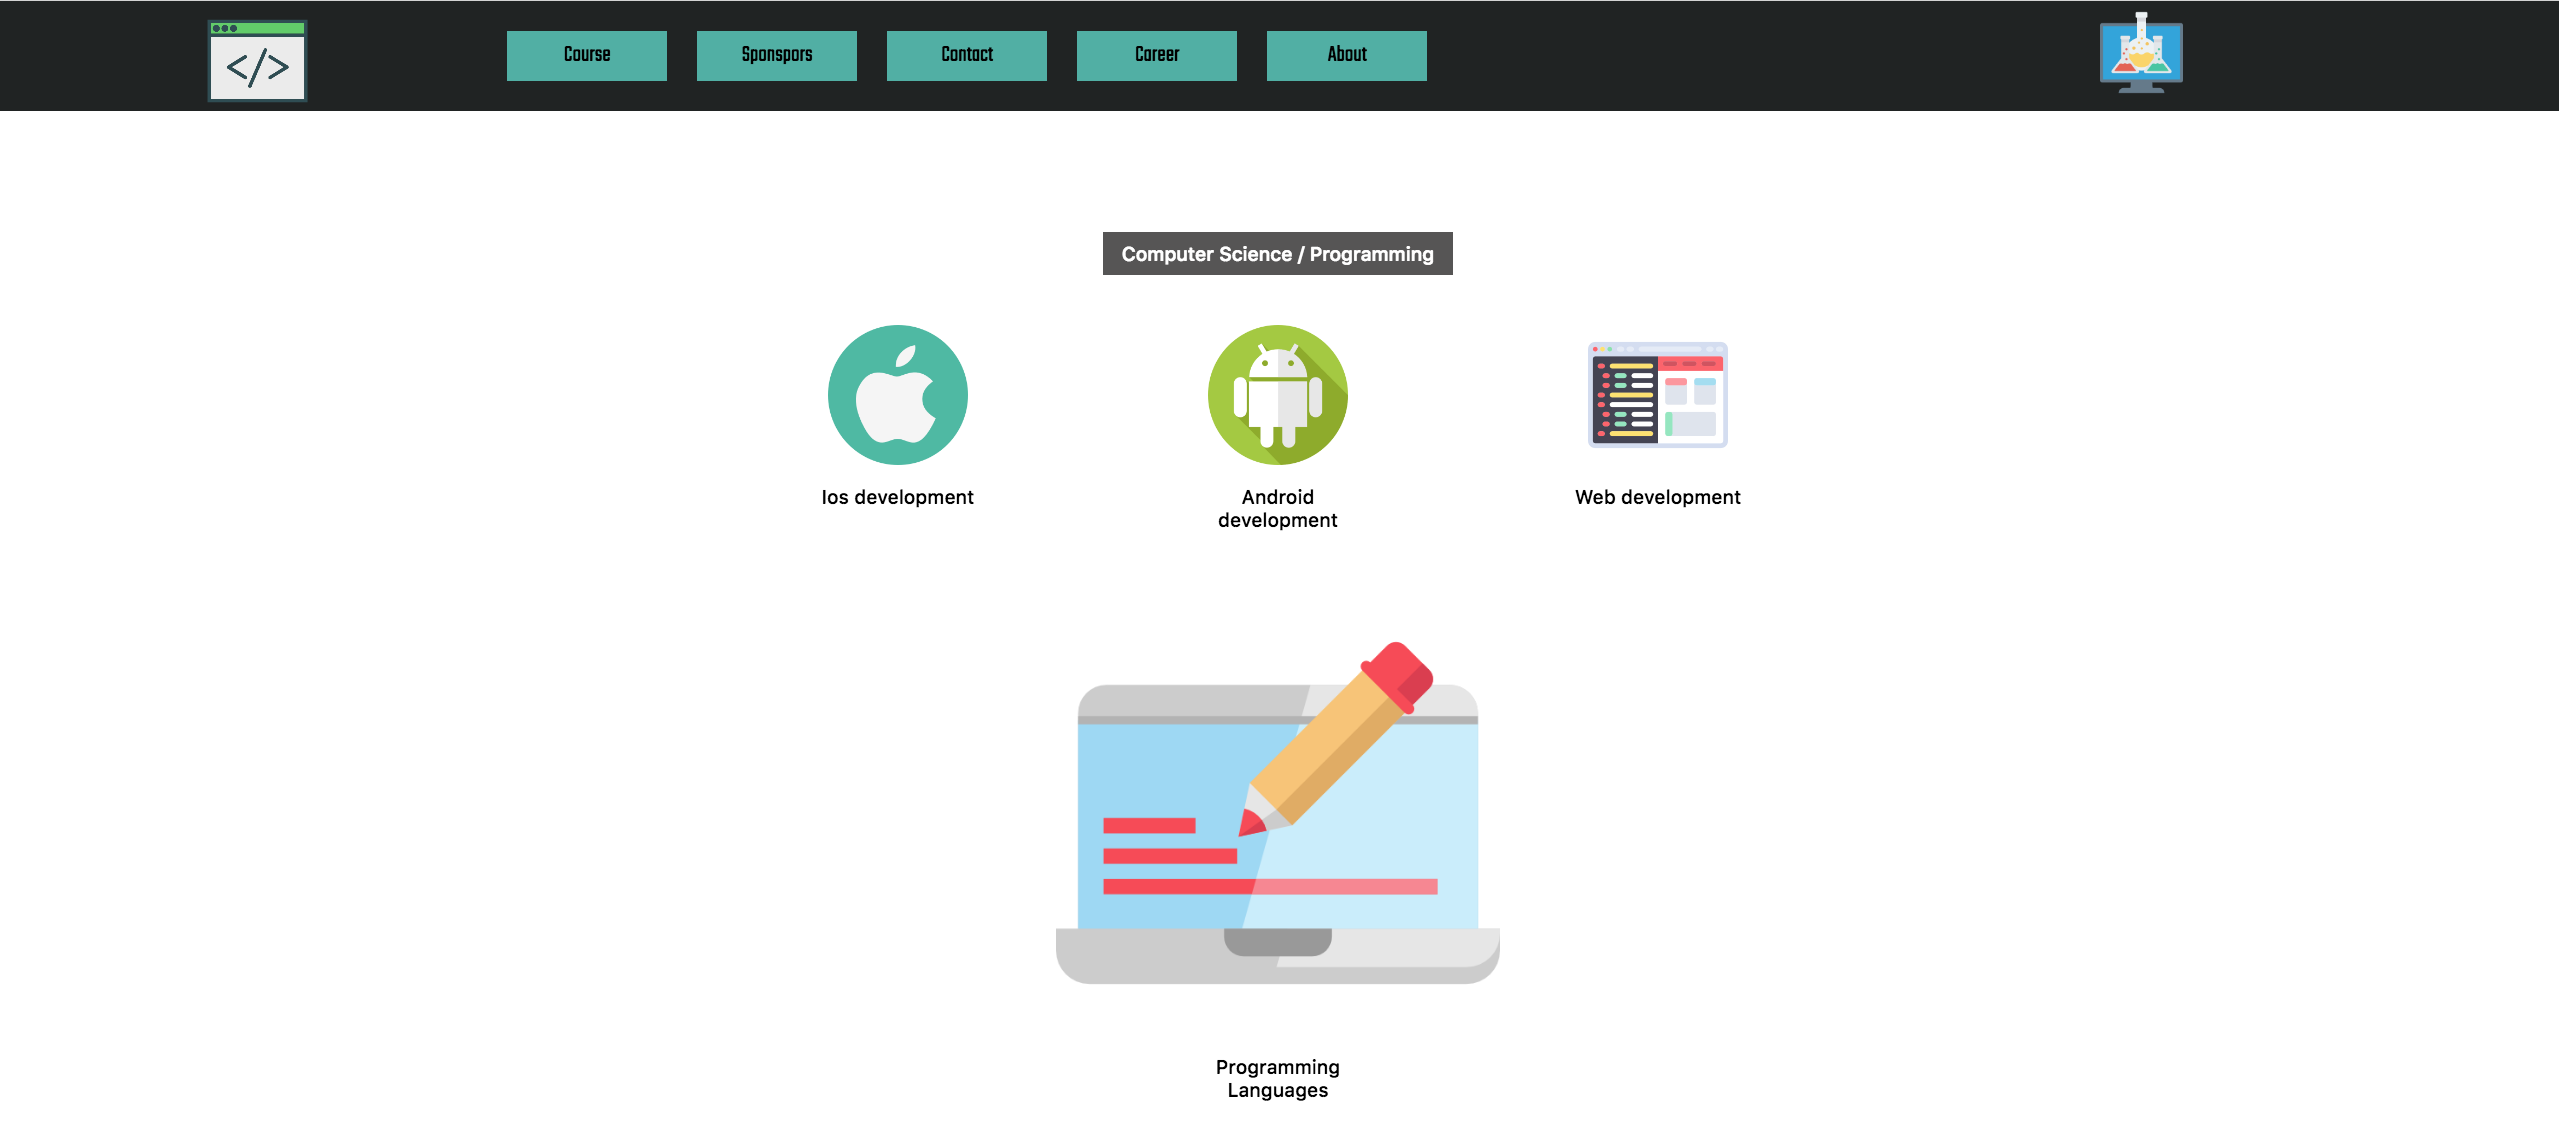 </>
Course
Sponspors
Contact
Career
About
Computer Science / Programming
Ios development
Android
development
Web development
Programming
Languages